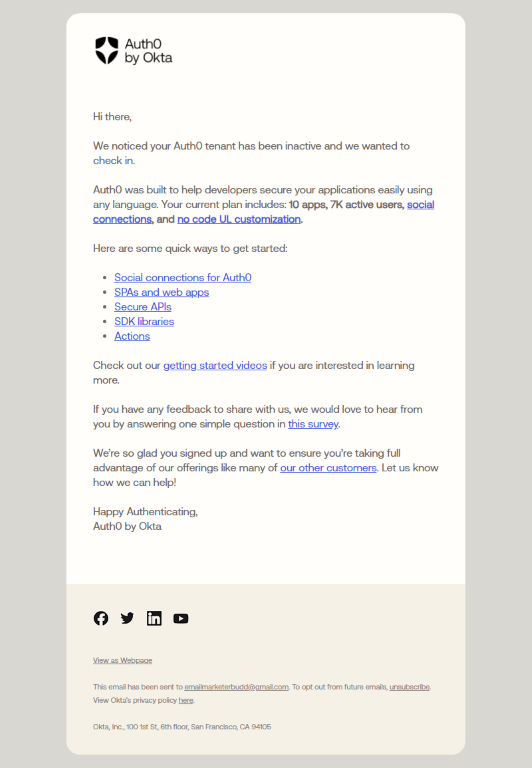 Auth0
by Okta
Hi there,
We noticed your Auth0 tenant has been inactive and we wanted to
check in.
Auth0 was built to help developers secure your applications easily using
any language. Your current plan includes: 10 apps, 7K active users, social
connections, and no code UL customization.
Here are some quick ways to get started:
• Social connections for Auth0
• SPAs and web apps
• Secure APIs
• SDK libraries
• Actions
Check out our getting started videos if you are interested in learning
more.
If you have any feedback to share with us, we would love to hear from
you by answering one simple question in this survey.
We're so glad you signed up and want to ensure you're taking full
advantage of our offerings like many of our other customers. Let us know
how we can help!
Happy Authenticating,
Auth0 by Okta
View as Webpage
This email has been sent to emailmarketerbudd@gmail.com. To opt out from future emails, unsubscribe.
View Okta's privacy policy here.
Okta, Inc., 100 1st St, 6th floor, San Francisco, CA 94105